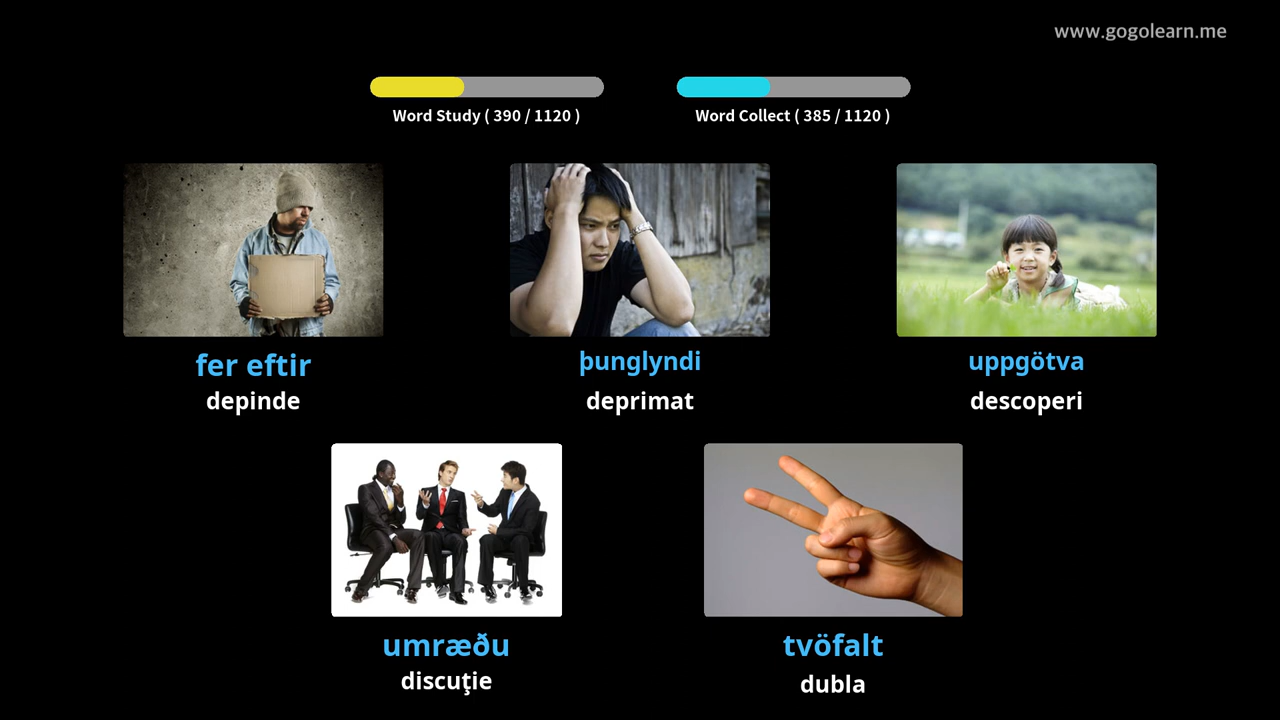 www.gogolearn.me
Word Study ( 390 / 1120 )
Word Collect ( 385 / 1120 )
fer eftir
depinde
þunglyndi
deprimat
uppgötva
descoperi
umræðu
discuţie
tvöfalt
dubla